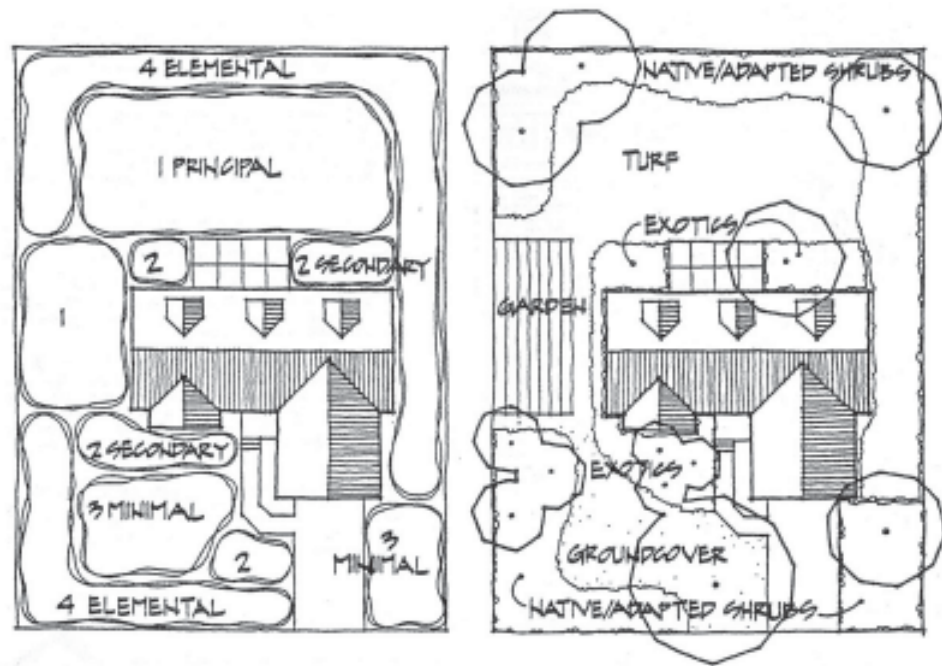 4 ELEMENTAL
1 PRINCIPAL
2
2 SECONDARY
1
2 SECONDARY
3 MINIMAL
2
3
MINIMAL
4 ELEMENTAL
NATIVE/ADAPTED SHRUBS
TURF
EXOTICS
GARDEN
EXOTICS
GROUNDCOVER
NATIVE/ADAPTED SHRUBS